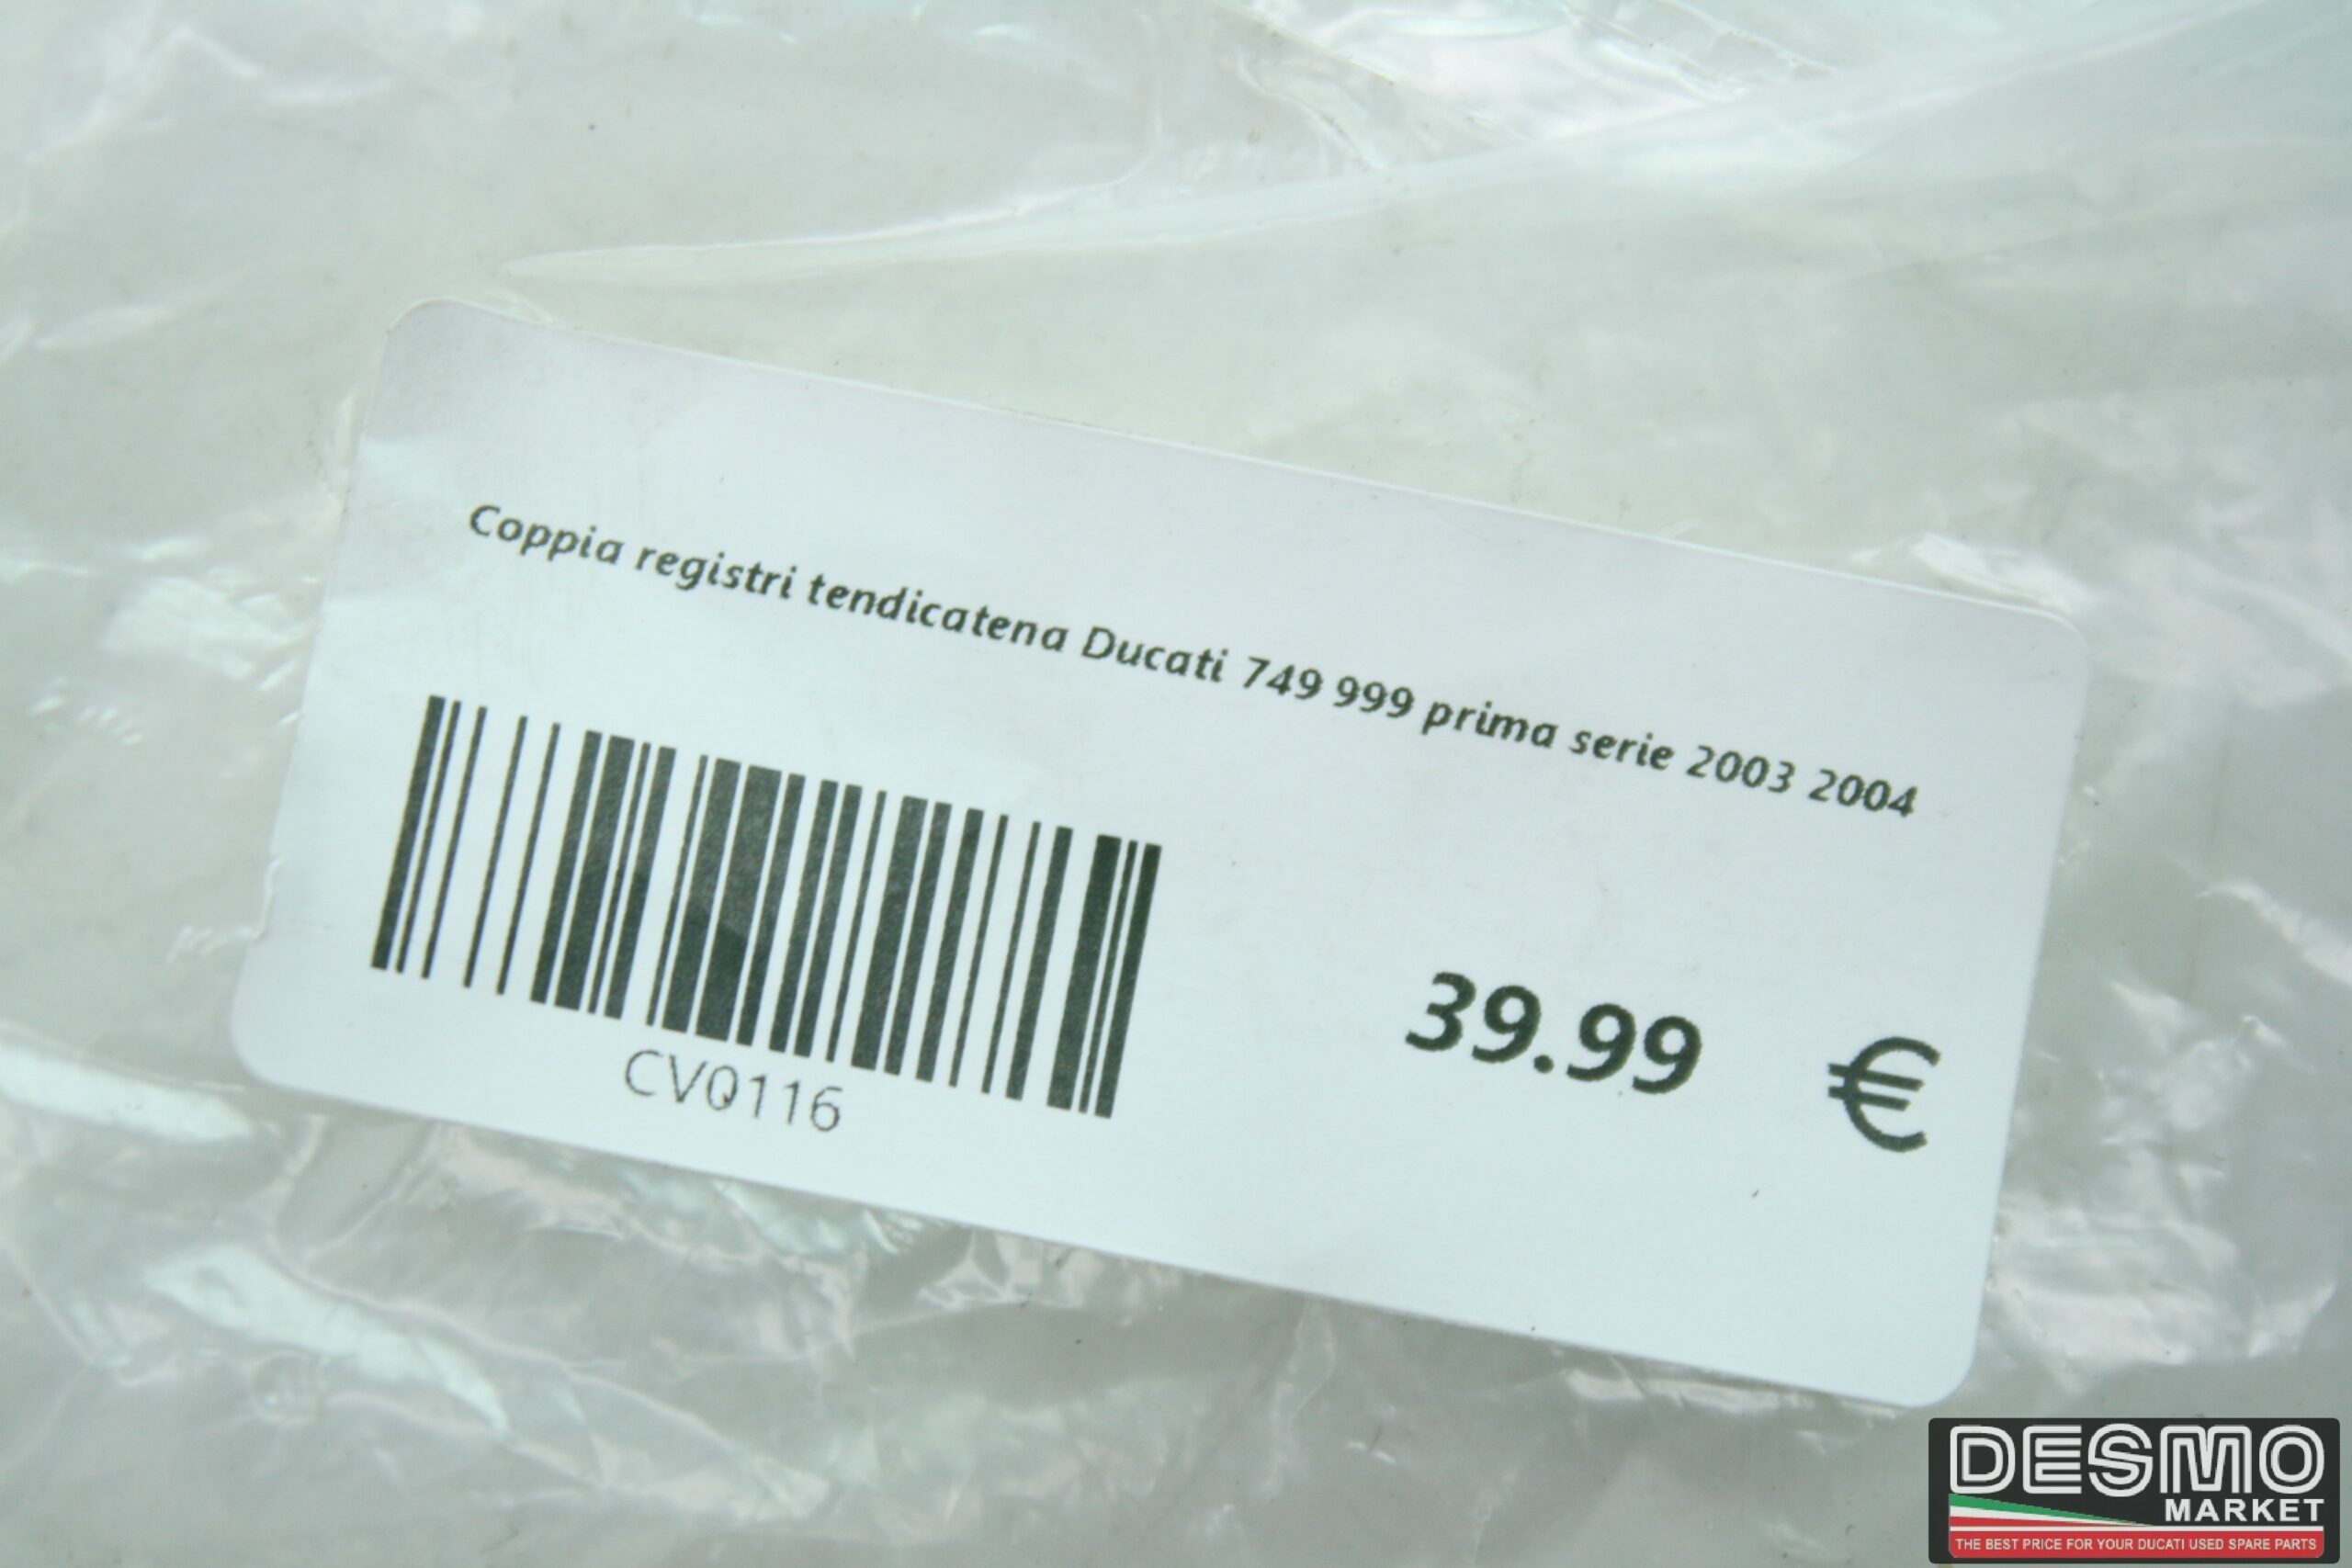 Coppia registri tendicatena Ducati 749 999 prima serie 2003 2004
39.99 €
CV0116
DESMO
MARKET
THE BEST PRICE FOR YOUR DUCATI USED SPARE PARTS